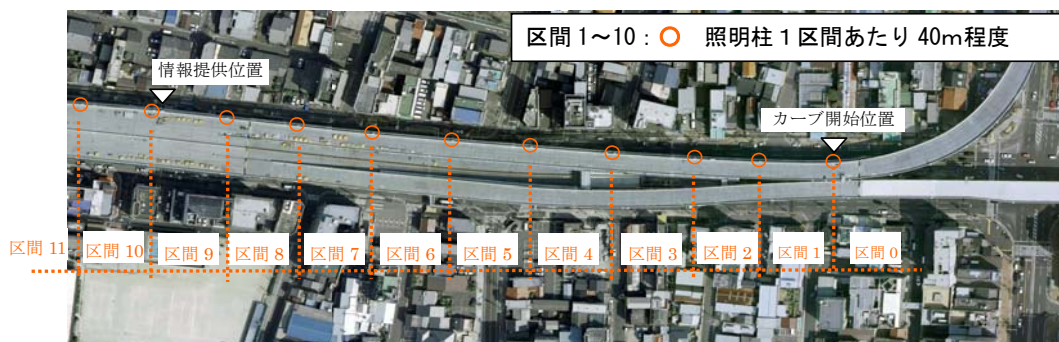 区間 1~10：○ 照明柱 1 区間あたり 40m程度
情報提供位置
カーブ開始位置
区間 11
区間 10
区間 9
区間 8
区間 7
区間 6
区間 5
区間 4
区間 3
区間 2
区間 1
区間 0